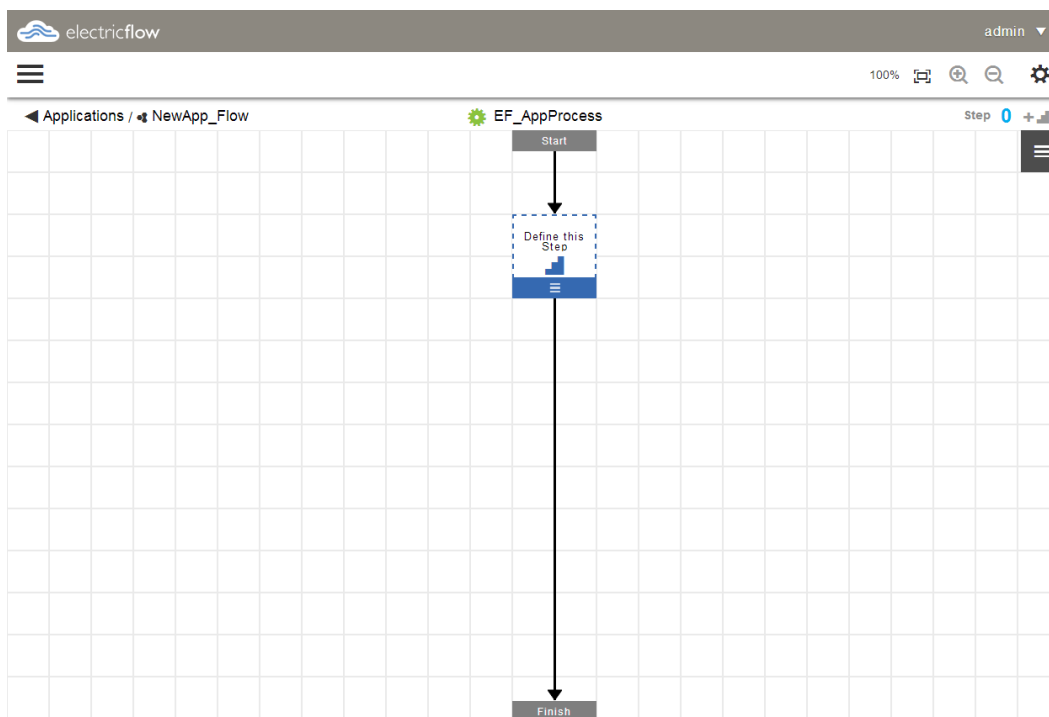 electricflow
admin
100%
Applications / NewApp_Flow
EF_AppProcess
Step 0
Start
Define this
Step
Finish